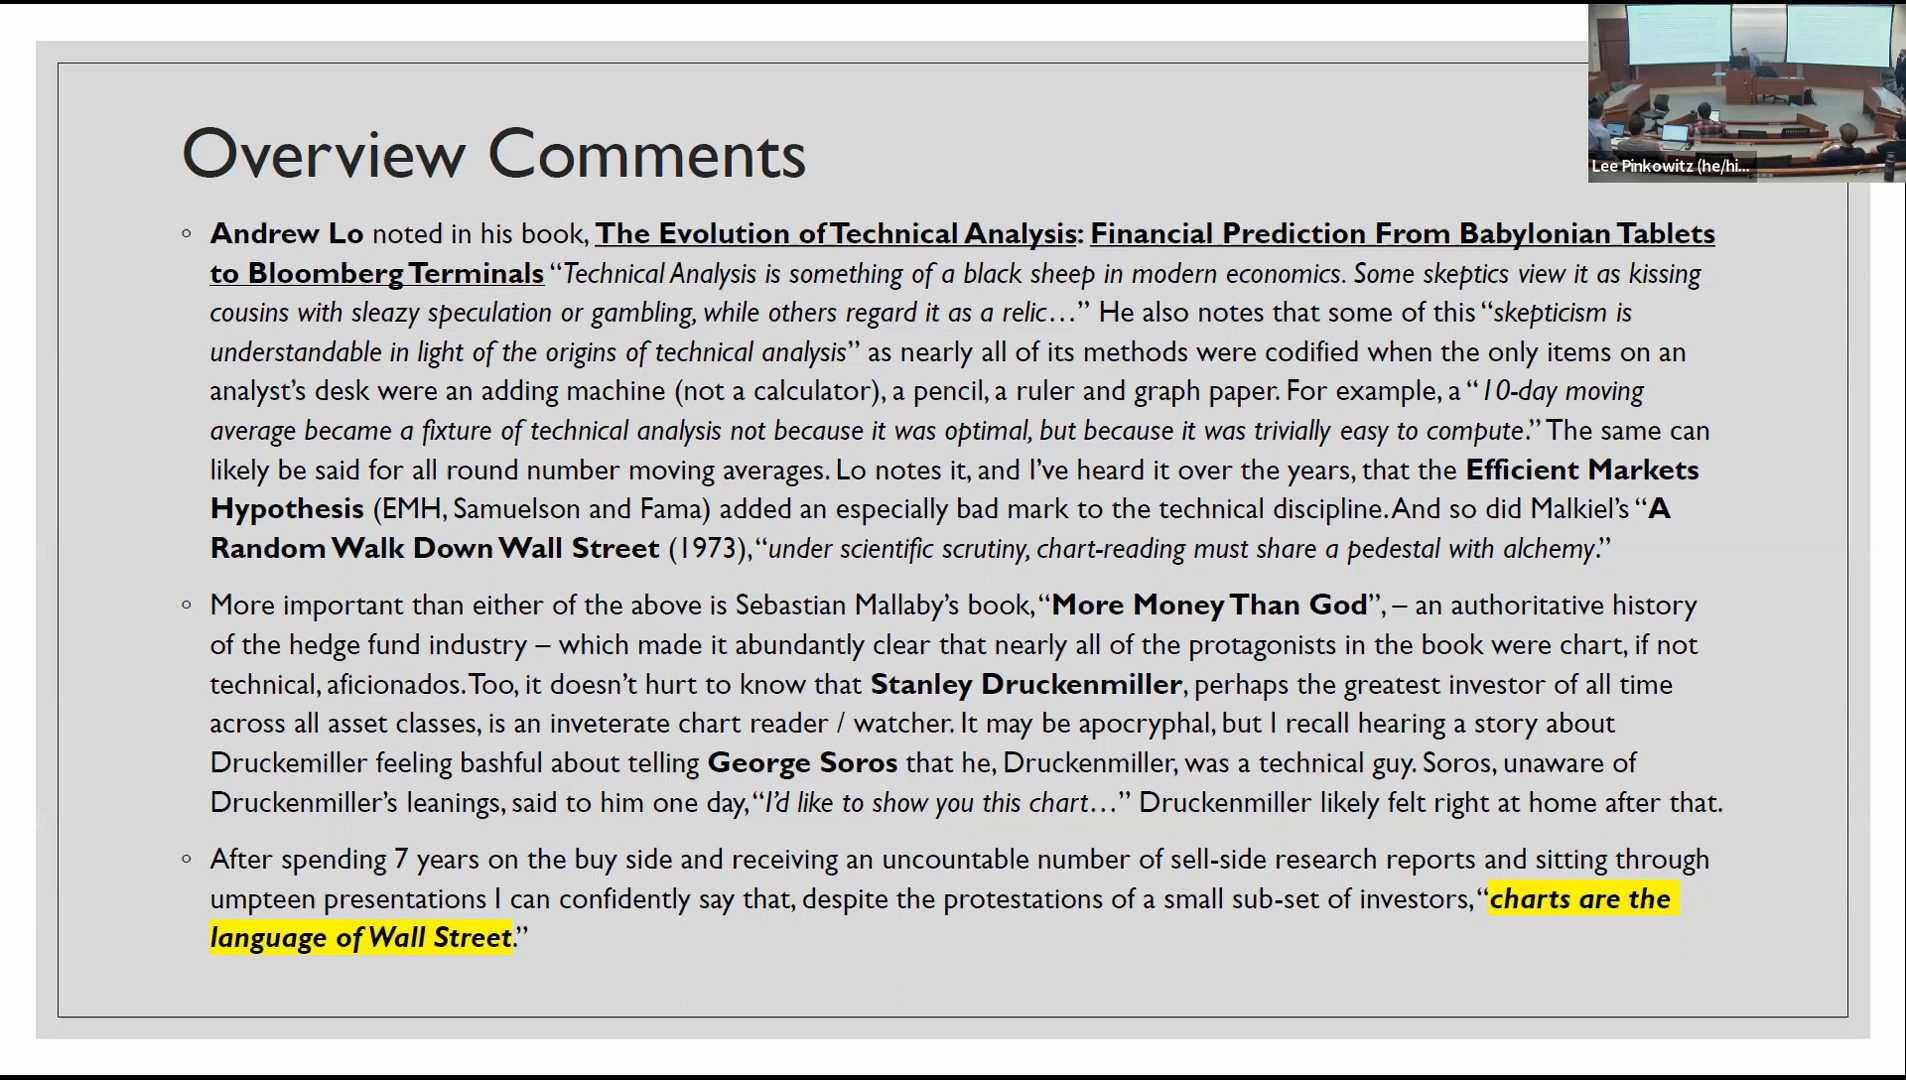 Overview Comments
Lee Pinkowitz (he/hi...
◦ Andrew Lo noted in his book, The Evolution of Technical Analysis: Financial Prediction From Babylonian Tablets
to Bloomberg Terminals “Technical Analysis is something of a black sheep in modern economics. Some skeptics view it as kissing
cousins with sleazy speculation or gambling, while others regard it as a relic…” He also notes that some of this “skepticism is
understandable in light of the origins of technical analysis” as nearly all of its methods were codified when the only items on an
analyst’s desk were an adding machine (not a calculator), a pencil, a ruler and graph paper. For example, a “10-day moving
average became a fixture of technical analysis not because it was optimal, but because it was trivially easy to compute.” The same can
likely be said for all round number moving averages. Lo notes it, and I’ve heard it over the years, that the Efficient Markets
Hypothesis (EMH, Samuelson and Fama) added an especially bad mark to the technical discipline. And so did Malkiel’s “A
Random Walk Down Wall Street (1973), “under scientific scrutiny, chart-reading must share a pedestal with alchemy.”
◦ More important than either of the above is Sebastian Mallaby’s book, “More Money Than God”, – an authoritative history
of the hedge fund industry – which made it abundantly clear that nearly all of the protagonists in the book were chart, if not
technical, aficionados. Too, it doesn’t hurt to know that Stanley Druckenmiller, perhaps the greatest investor of all time
across all asset classes, is an inveterate chart reader / watcher. It may be apocryphal, but I recall hearing a story about
Druckemiller feeling bashful about telling George Soros that he, Druckenmiller, was a technical guy. Soros, unaware of
Druckenmiller’s leanings, said to him one day, “I’d like to show you this chart…” Druckenmiller likely felt right at home after that.
◦ After spending 7 years on the buy side and receiving an uncountable number of sell-side research reports and sitting through
umpteen presentations I can confidently say that, despite the protestations of a small sub-set of investors, “charts are the
language of Wall Street.”